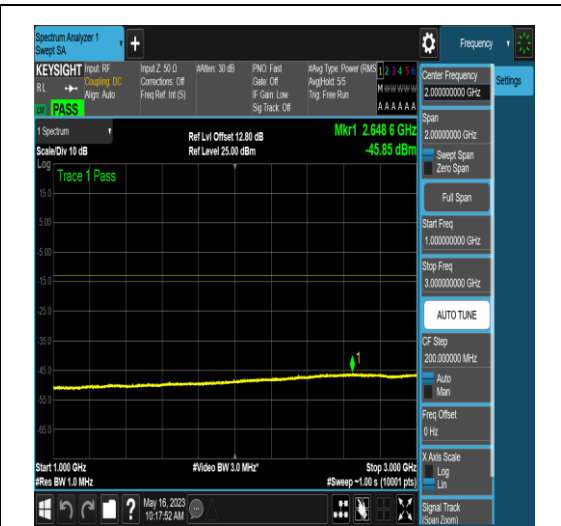 Spectrum Analyzer 1
Swept SA
+
Frequency
KEYSIGHT
RL
PASS
Input: RF
Coupling: DC
Align: Auto
Input Z: 50 Ω
Corrections: Off
Freq Ref: Int (S)
#Atten: 30 dB
PNO: Fast
Gate: Off
IF Gain: Low
Sig Track: Off
#Avg Type: Power (RMS
Avg|Hold: 5/5
Trig: Free Run
1 2 3 4 5 6
M W W W W W
A A A A A A
1 Spectrum
Scale/Div 10 dB
Ref Lvl Offset 12.80 dB
Ref Level 25.00 dBm
Mkr1 2.648 6 GHz
-45.85 dBm
Log
Trace 1 Pass
15.0
5.00
-5.00
-15.0
-25.0
-35.0
-45.0
-55.0
-65.0
1
Start 1.000 GHz
#Res BW 1.0 MHz
#Video BW 3.0 MHz*
Stop 3.000 GHz
#Sweep ~1.00 s (10001 pts)
Center Frequency
2.000000000 GHz
Settings
Span
2.00000000 GHz
Swept Span
Zero Span
Full Span
Start Freq
1.000000000 GHz
Stop Freq
3.000000000 GHz
AUTO TUNE
CF Step
200.000000 MHz
Auto
Man
Freq Offset
0 Hz
X Axis Scale
Log
Lin
Signal Track
(Span Zoom)
?
May 16, 2023
10:17:52 AM